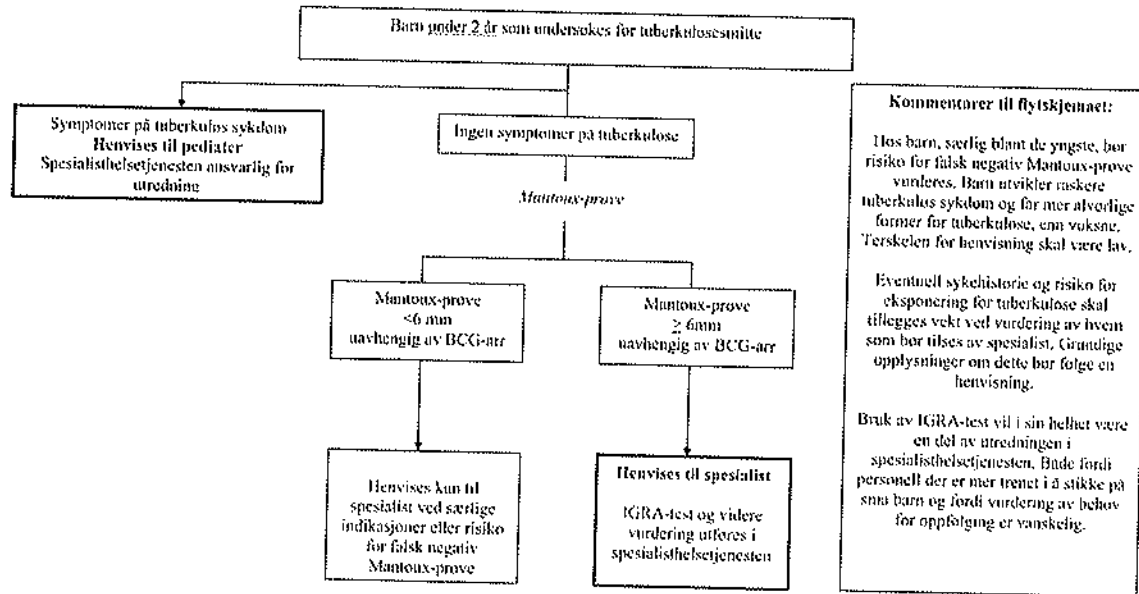 Barn under 2 år som undersøkes for tuberkulosesmitte
Symptomer på tuberkuløs sykdom
Henvises til pediater
Spesialisthelsetjenesten ansvarlig for
utredning
Ingen symptomer på tuberkulose
Mantoux-prøve
Mantoux-prøve
<6 mm
uavhengig av BCG-arr
Mantoux-prøve
≥ 6mm
uavhengig av BCG-arr
Henvises kun til
spesialist ved særlige
indikasjoner eller risiko
for falsk negativ
Mantoux-prøve
Henvises til spesialist
IGRA-test og videre
vurdering utføres i
spesialisthelsetjenesten
Kommentarer til flytskjemaet:
Hos barn, særlig blant de yngste, bør
risiko for falsk negativ Mantoux-prøve
vurderes. Barn utvikler raskere
tuberkuløs sykdom og får mer alvorlige
former for tuberkulose, enn voksne.
Terskelen for henvisning skal være lav.
Eventuell sykehistorie og risiko for
eksponering for tuberkulose skal
tillegges vekt ved vurdering av hvem
som bør tilses av spesialist. Grundige
opplysninger om dette bør følge en
henvisning.
Bruk av IGRA-test vil i sin helhet være
en del av utredningen i
spesialisthelsetjenesten. Både fordi
personell der er mer trenet i å stikke på
små barn og fordi vurdering av behov
for oppfølging er vanskelig.